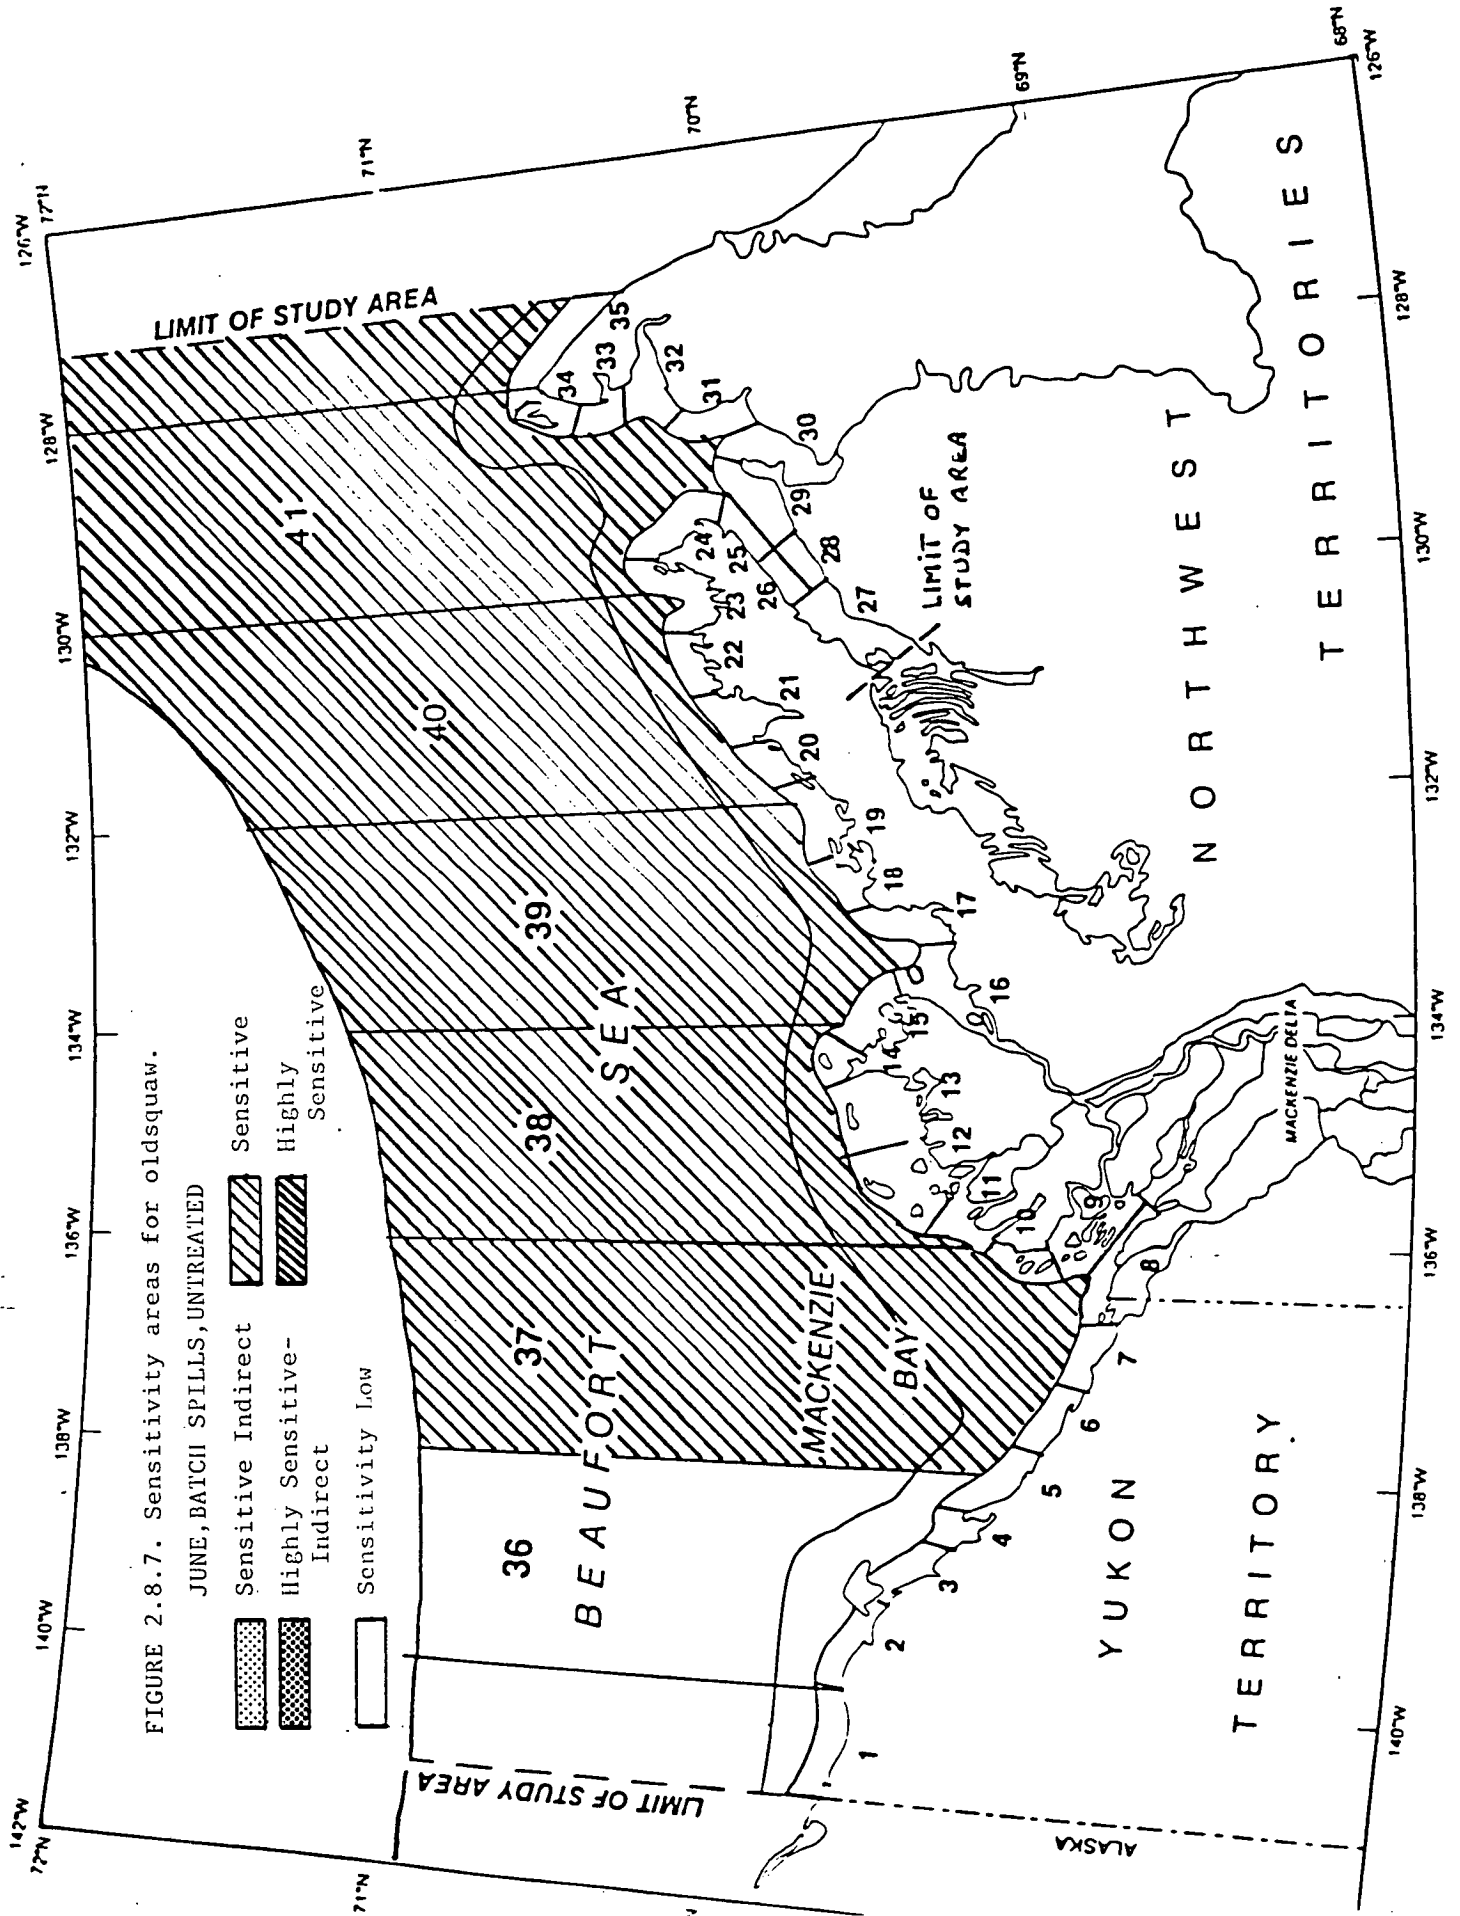 FIGURE 2.8.7. Sensitivity areas for oldsquaw.
JUNE, BATCH SPILLS, UNTREATED
Sensitive Indirect
Sensitive
Highly Sensitive-
Indirect
Highly
Sensitive
Sensitivity Low
142°W
140°W
138°W
136°W
134°W
132°W
130°W
128°W
126°W
72°N
71°N
71°N
70°N
69°N
68°N
126°W
128°W
130°W
132°W
134°W
136°W
138°W
140°W
LIMIT OF STUDY AREA
LIMIT OF STUDY AREA
LIMIT OF
STUDY AREA
BEAUFORT
SEA
MACKENZIE
BAY
MACKENZIE DELTA
ALASKA
YUKON
TERRITORY
NORTHWEST
TERRITORIES
1
2
3
4
5
6
7
8
9
10
11
12
13
14
15
16
17
18
19
20
21
22
23
24
25
26
27
28
29
30
31
32
33
34
35
36
37
38
39
40
41